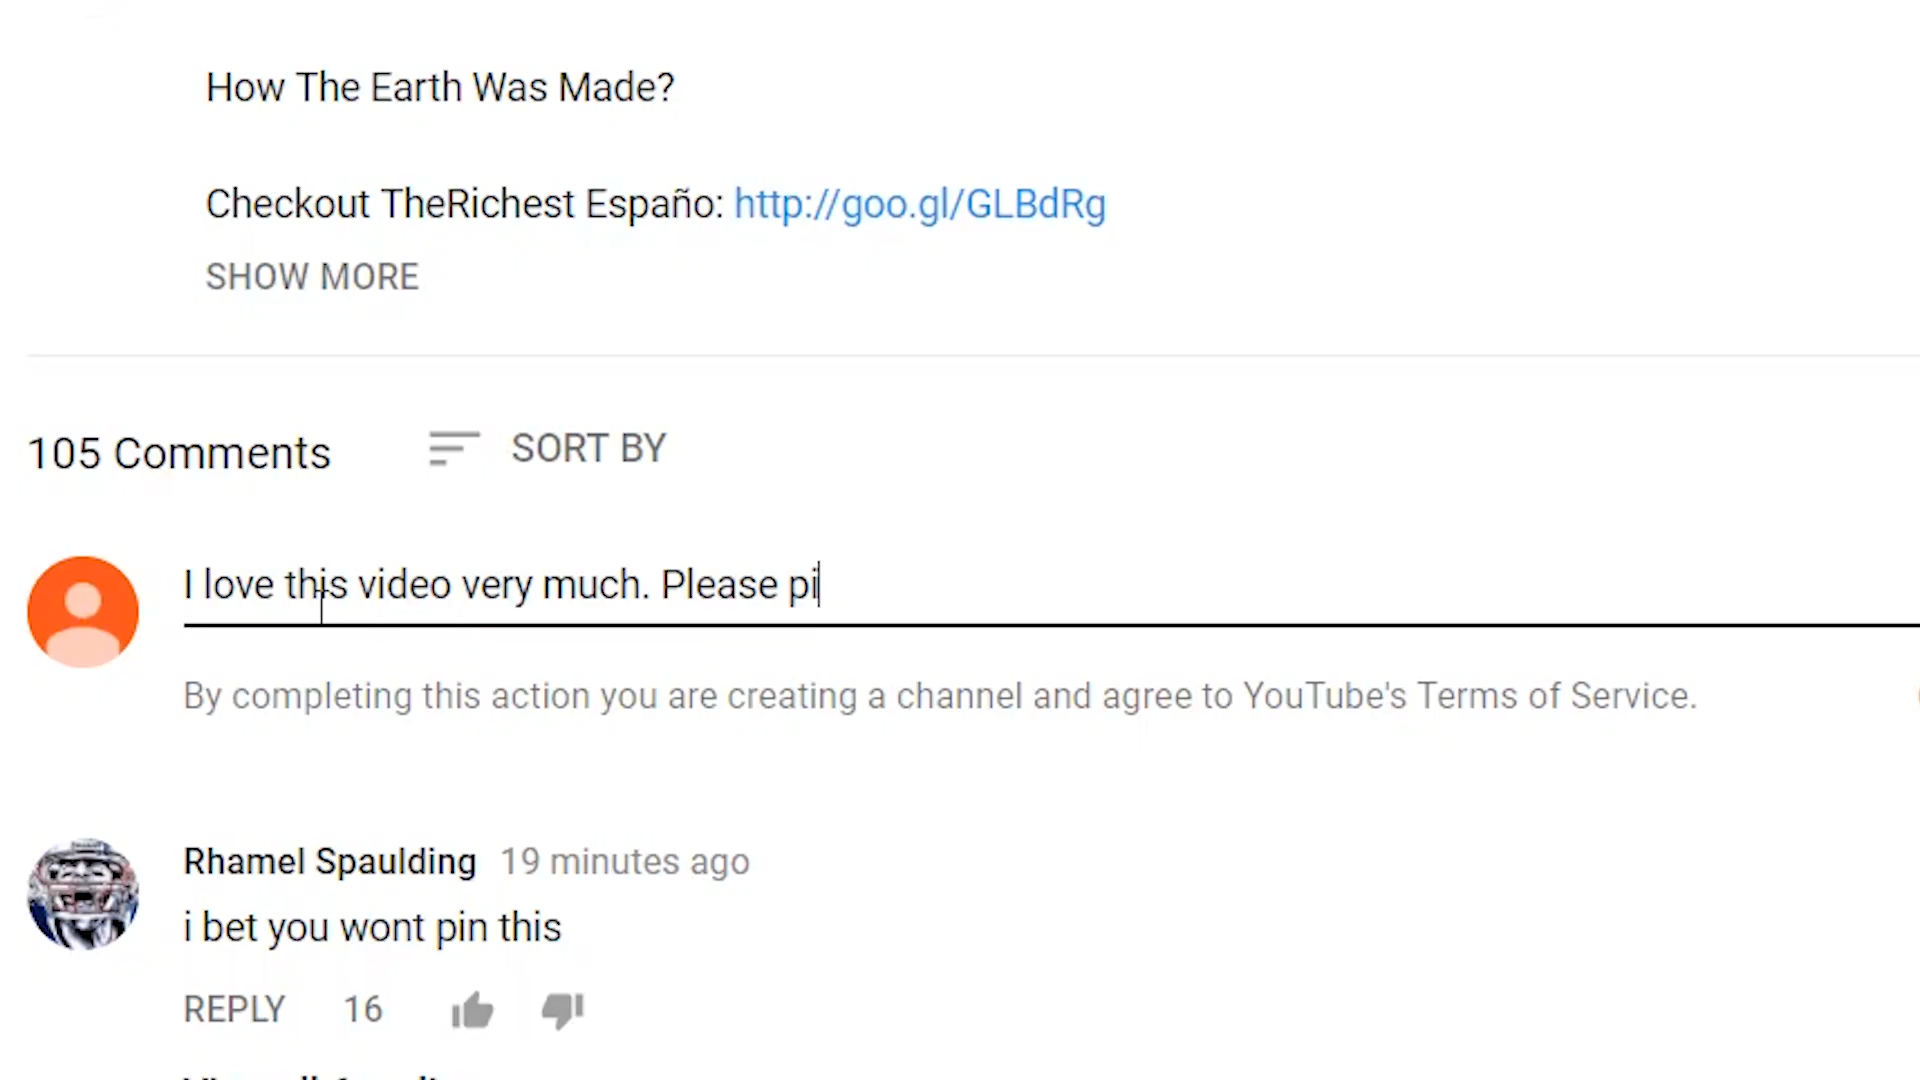 How The Earth Was Made?
Checkout TheRichest Españo: http://goo.gl/GLBdRg
SHOW MORE
105 Comments SORT BY
I love this video very much. Please pi
By completing this action you are creating a channel and agree to YouTube's Terms of Service.
Rhamel Spaulding 19 minutes ago
i bet you wont pin this
REPLY 16